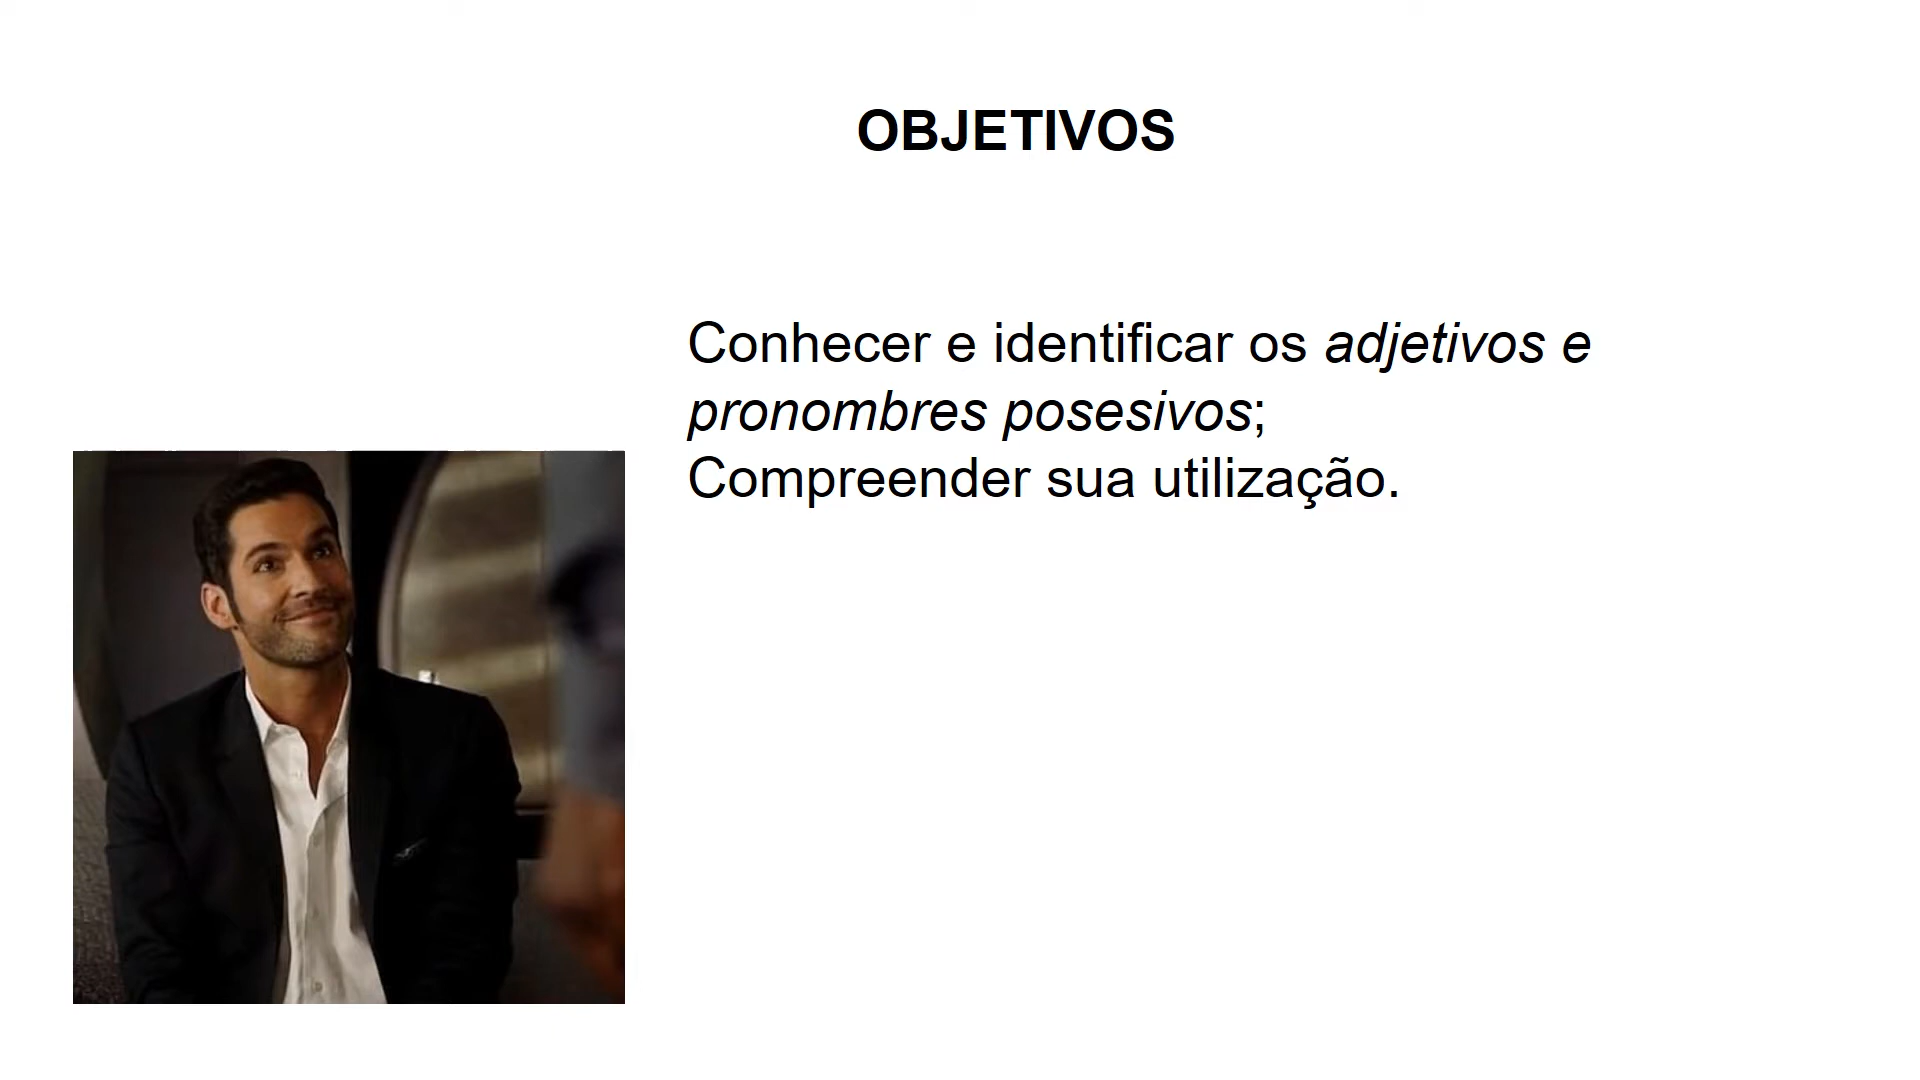 OBJETIVOS
Conhecer e identificar os adjetivos e
pronombres posesivos;
Compreender sua utilização.